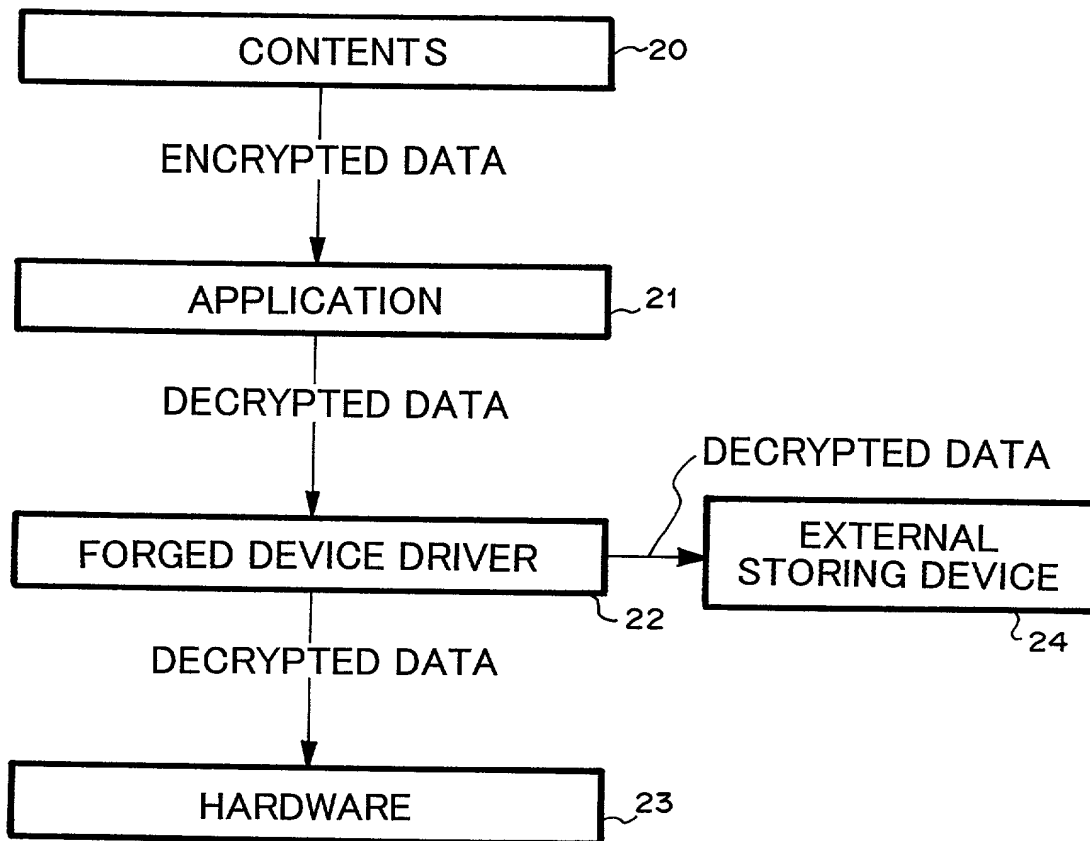 CONTENTS
20
ENCRYPTED DATA
APPLICATION
21
DECRYPTED DATA
DECRYPTED DATA
FORGED DEVICE DRIVER
22
EXTERNAL
STORING DEVICE
24
DECRYPTED DATA
HARDWARE
23